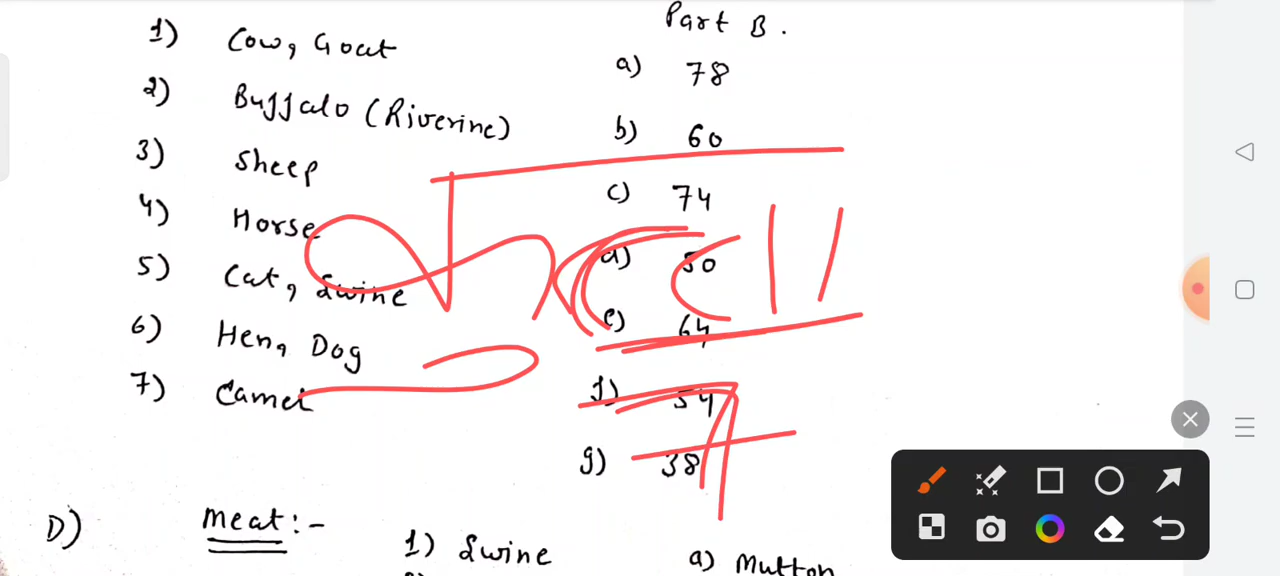 Part B.
1) Cow, Goat
a) 78
2) Buffalo (Riverine)
b) 60
3) Sheep
c) 74
4) Horse
d) 50
5) Cat, Swine
e) 64
6) Hen, Dog
f) 54
7) Camel
g) 38
D) Meat:-
1) Swine
a) Mutton